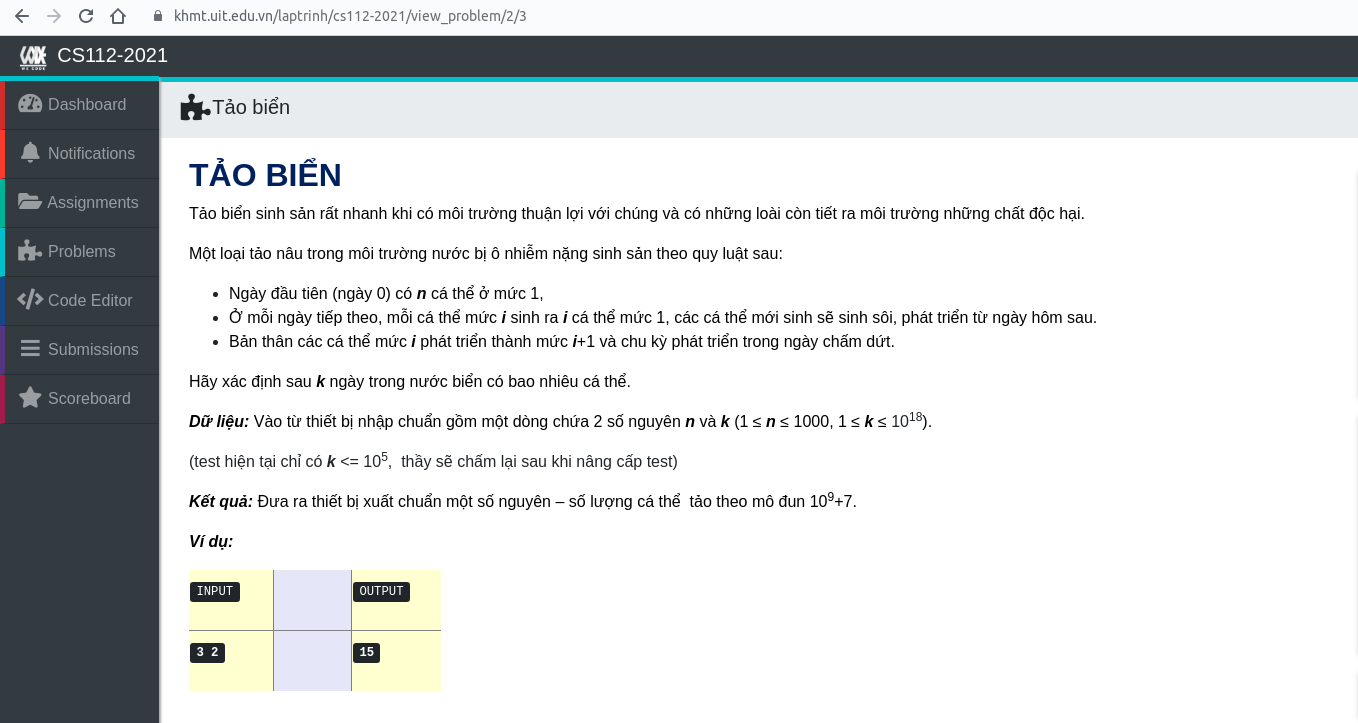 khmt.uit.edu.vn/laptrinh/cs112-2021/view_problem/2/3
CS112-2021
Dashboard
Notifications
Assignments
Problems
Code Editor
Submissions
Scoreboard
Tảo biển
TẢO BIỂN
Tảo biển sinh sản rất nhanh khi có môi trường thuận lợi với chúng và có những loài còn tiết ra môi trường những chất độc hại.
Một loại tảo nâu trong môi trường nước bị ô nhiễm nặng sinh sản theo quy luật sau:
• Ngày đầu tiên (ngày 0) có n cá thể ở mức 1,
• Ở mỗi ngày tiếp theo, mỗi cá thể mức i sinh ra i cá thể mức 1, các cá thể mới sinh sẽ sinh sôi, phát triển từ ngày hôm sau.
• Bản thân các cá thể mức i phát triển thành mức i+1 và chu kỳ phát triển trong ngày chấm dứt.
Hãy xác định sau k ngày trong nước biển có bao nhiêu cá thể.
Dữ liệu: Vào từ thiết bị nhập chuẩn gồm một dòng chứa 2 số nguyên n và k (1 ≤ n ≤ 1000, 1 ≤ k ≤ 10^18).
(test hiện tại chỉ có k <= 10^5, thầy sẽ chấm lại sau khi nâng cấp test)
Kết quả: Đưa ra thiết bị xuất chuẩn một số nguyên – số lượng cá thể tảo theo mô đun 10^9+7.
Ví dụ:
INPUT OUTPUT
3 2 15